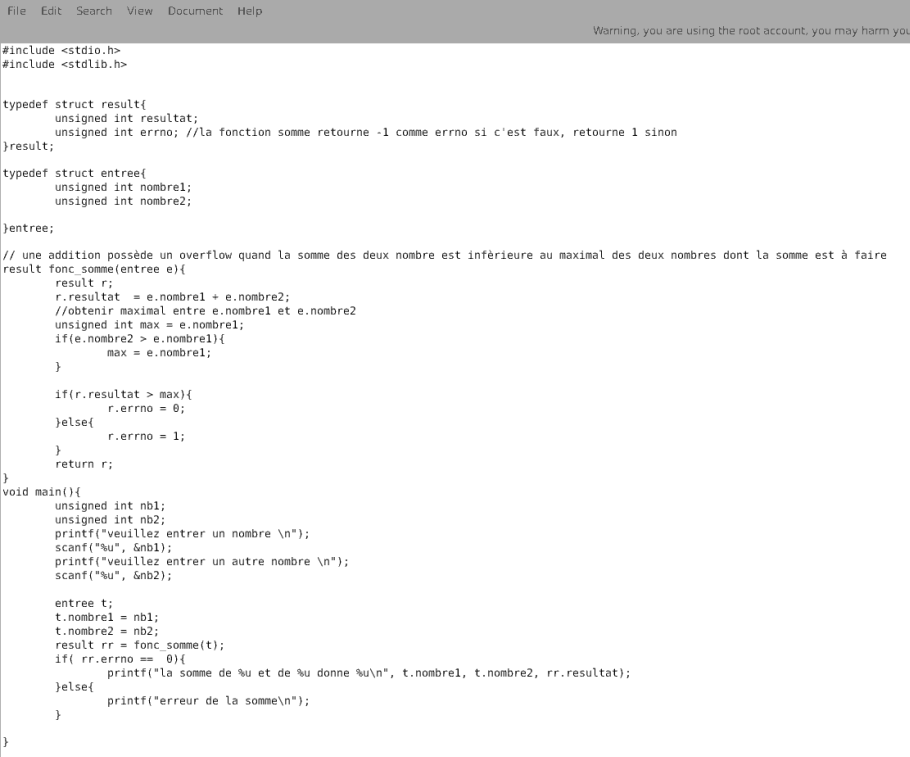 File Edit Search View Document Help
Warning, you are using the root account, you may harm you
#include <stdio.h>
#include <stdlib.h>
typedef struct result{
unsigned int resultat;
unsigned int errno; //la fonction somme retourne -1 comme errno si c'est faux, retourne 1 sinon
}result;
typedef struct entree{
unsigned int nombre1;
unsigned int nombre2;
}entree;
// une addition possède un overflow quand la somme des deux nombre est infèrieure au maximal des deux nombres dont la somme est à faire
result fonc_somme(entree e){
result r;
r.resultat  = e.nombre1 + e.nombre2;
//obtenir maximal entre e.nombre1 et e.nombre2
unsigned int max = e.nombre1;
if(e.nombre2 > e.nombre1){
max = e.nombre1;
}
if(r.resultat > max){
r.errno = 0;
}else{
r.errno = 1;
}
return r;
}
void main(){
unsigned int nb1;
unsigned int nb2;
printf("veuillez entrer un nombre \n");
scanf("%u", &nb1);
printf("veuillez entrer un autre nombre \n");
scanf("%u", &nb2);
entree t;
t.nombre1 = nb1;
t.nombre2 = nb2;
result rr = fonc_somme(t);
if( rr.errno ==  0){
printf("la somme de %u et de %u donne %u\n", t.nombre1, t.nombre2, rr.resultat);
}else{
printf("erreur de la somme\n");
}
}